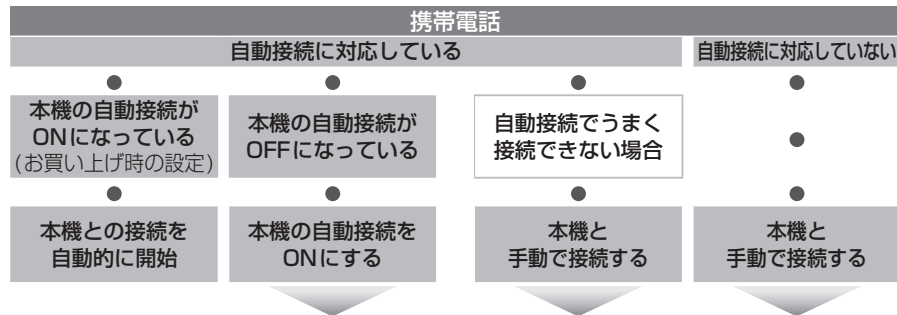 携帯電話
自動接続に対応している
自動接続に対応していない
本機の自動接続が
ONになっている
(お買い上げ時の設定)
本機の自動接続が
OFFになっている
自動接続でうまく
接続できない場合
本機との接続を
自動的に開始
本機の自動接続を
ONにする
本機と
手動で接続する
本機と
手動で接続する